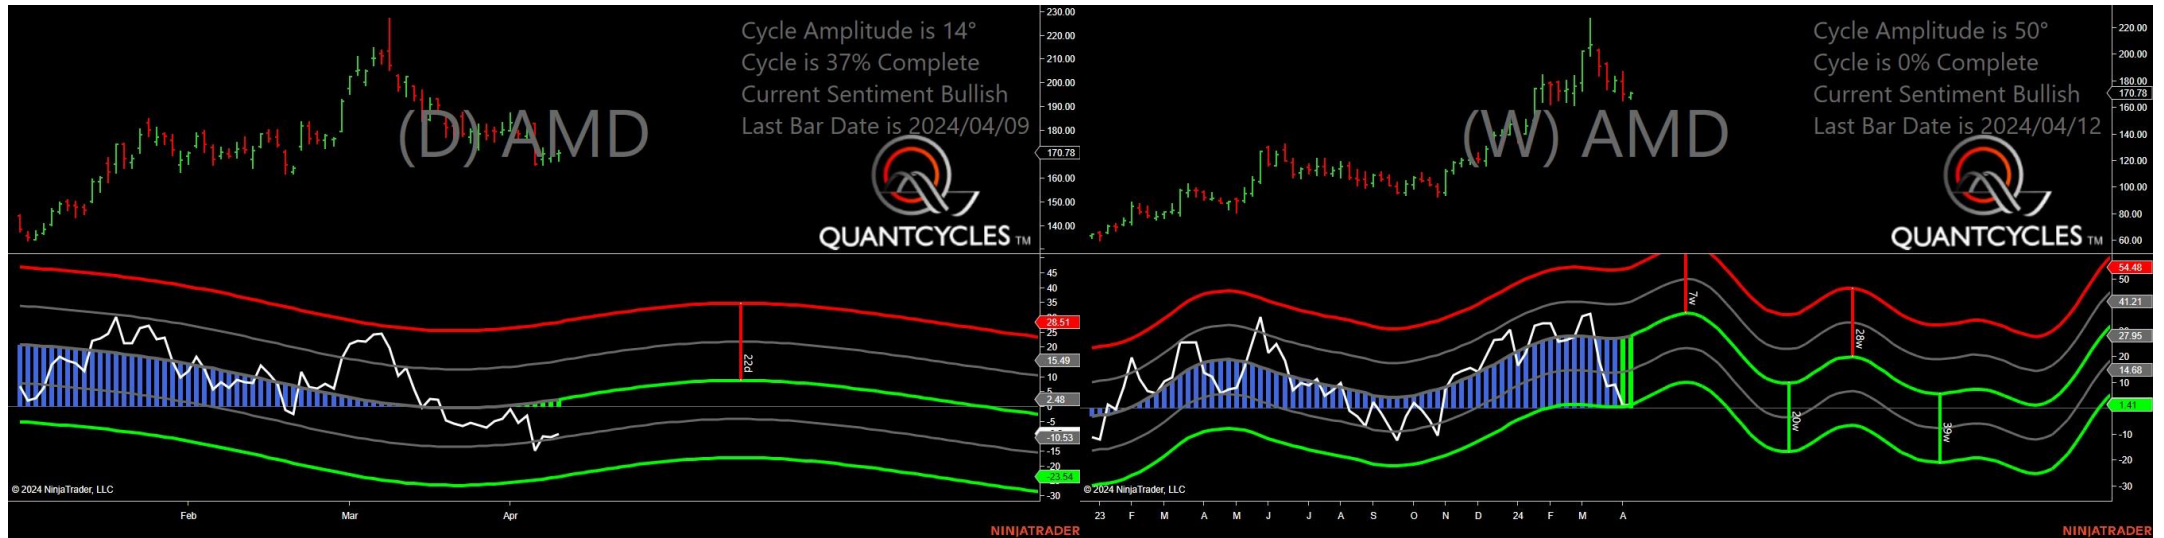 Cycle Amplitude is 14°
Cycle is 37% Complete
Current Sentiment Bullish
Last Bar Date is 2024/04/09
(D) AMD
QUANTCYCLES TM
230.00
220.00
210.00
200.00
190.00
180.00
170.78
160.00
150.00
140.00
45
40
35
28.51
25
20
15.49
10
5
2.48
0
-5
-10.53
-15
-20
-23.54
-30
22d
© 2024 NinjaTrader, LLC
Feb Mar Apr
NINJATRADER
Cycle Amplitude is 50°
Cycle is 0% Complete
Current Sentiment Bullish
Last Bar Date is 2024/04/12
(W) AMD
QUANTCYCLES TM
220.00
200.00
180.00
170.78
160.00
140.00
120.00
100.00
80.00
60.00
54.48
50
41.21
27.95
20
14.68
10
1.41
-10
-20
-30
7w
28w
20w
39w
© 2024 NinjaTrader, LLC
23 F M A M J J A S O N D 24 F M A
NINJATRADER